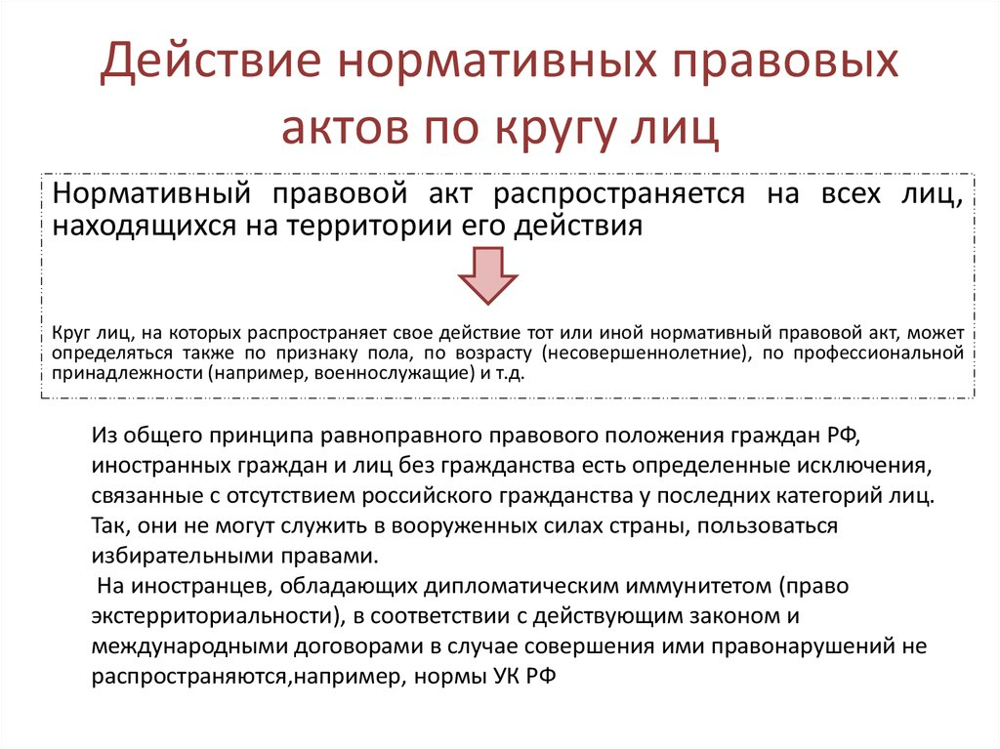 Действие нормативных правовых
актов по кругу лиц
Нормативный правовой акт распространяется на всех лиц,
находящихся на территории его действия
Круг лиц, на которых распространяет свое действие тот или иной нормативный правовой акт, может
определяться также по признаку пола, по возрасту (несовершеннолетние), по профессиональной
принадлежности (например, военнослужащие) и т.д.
Из общего принципа равноправного правового положения граждан РФ,
иностранных граждан и лиц без гражданства есть определенные исключения,
связанные с отсутствием российского гражданства у последних категорий лиц.
Так, они не могут служить в вооруженных силах страны, пользоваться
избирательными правами.
На иностранцев, обладающих дипломатическим иммунитетом (право
экстерриториальности), в соответствии с действующим законом и
международными договорами в случае совершения ими правонарушений не
распространяются,например, нормы УК РФ